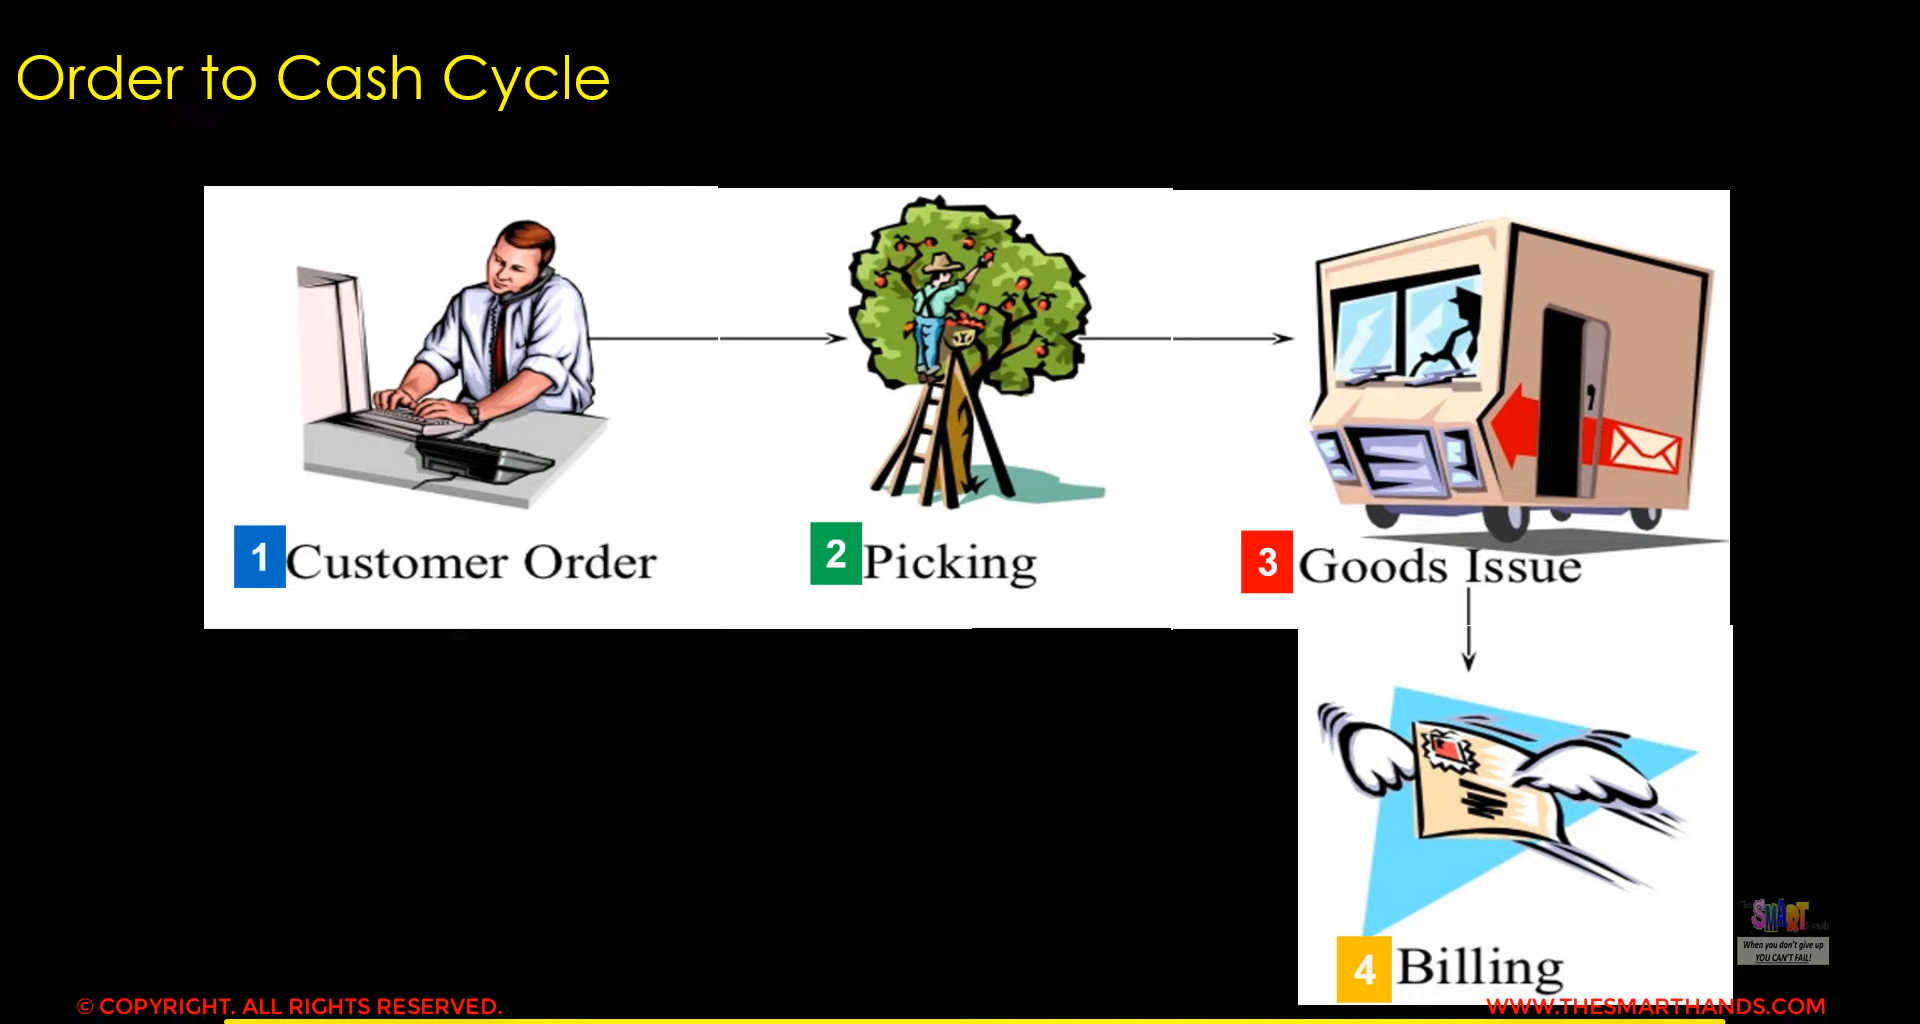 Order to Cash Cycle
1 Customer Order
2 Picking
3 Goods Issue
4 Billing
SMART
When you don't give up
YOU CAN'T FAIL!
© COPYRIGHT. ALL RIGHTS RESERVED.
WWW.THESMARTHANDS.COM